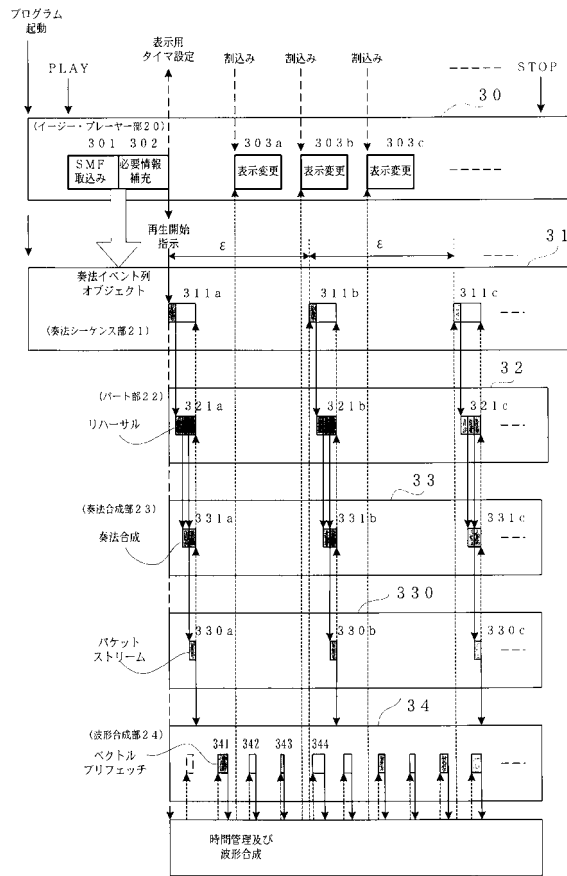 プログラム
起動
PLAY
表示用
タイマ設定
割込み
割込み
割込み
STOP
30
(イージー・プレーヤー部20)
301
302
303a
303b
303c
SMF
取込み
必要情報
補充
表示変更
表示変更
表示変更
再生開始
指示
ε
ε
31
奏法イベント列
オブジェクト
311a
311b
311c
(奏法シーケンス部21)
32
(パート部22)
321a
321b
321c
リハーサル
33
(奏法合成部23)
331a
331b
331c
奏法合成
330
330a
330b
330c
パケット
ストリーム
34
(波形合成部24)
341
342
343
344
ベクトル
プリフェッチ
時間管理及び
波形合成